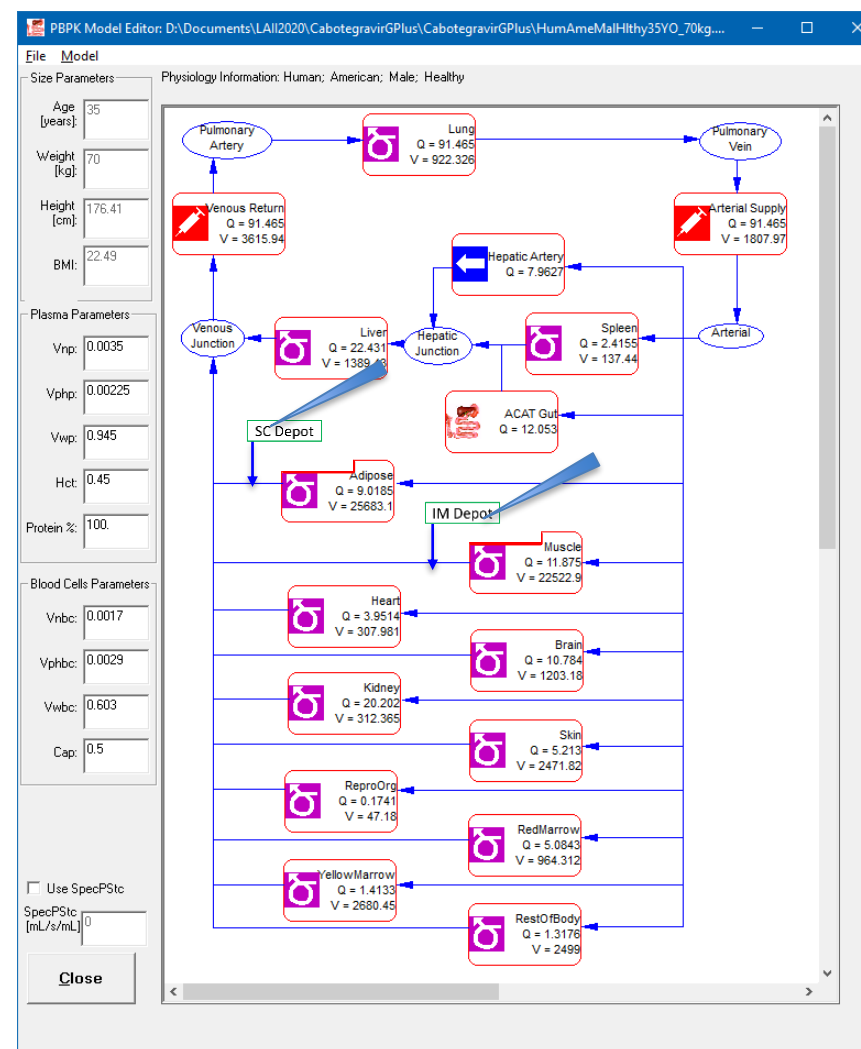 PBPK Model Editor: D:\Documents\LAII2020\CabotegravirGPlus\CabotegravirGPlus\HumAmeMalHlthy35YO_70kg....
File Model
Size Parameters
Physiology Information: Human; American; Male; Healthy
Age
[years]:
35
Weight
[kg]:
70
Height
[cm]:
176.41
BMI:
22.49
Plasma Parameters
Vnp: 0.0035
Vphp: 0.00225
Vwp: 0.945
Hct: 0.45
Protein %: 100.
Blood Cells Parameters
Vnbc: 0.0017
Vphbc: 0.0029
Vwbc: 0.603
Cap: 0.5
Use SpecPStc
SpecPStc
[mL/s/mL]
0
Close
Pulmonary
Artery
Lung
Q = 91.465
V = 922.326
Pulmonary
Vein
Venous Return
Q = 91.465
V = 3615.94
Arterial Supply
Q = 91.465
V = 1807.97
Hepatic Artery
Q = 7.9627
Venous
Junction
Liver
Q = 22.431
Hepatic
Junction
Spleen
Q = 2.4155
V = 137.44
Arterial
ACAT Gut
Q = 12.053
SC Depot
Adipose
Q = 9.0185
V = 25683.1
IM Depot
Muscle
Q = 11.875
V = 22522.9
Heart
Q = 3.9514
V = 307.981
Brain
Q = 10.784
V = 1203.18
Kidney
Q = 20.202
V = 312.365
Skin
Q = 5.213
V = 2471.82
ReproOrg
Q = 0.1741
V = 47.18
RedMarrow
Q = 5.0843
V = 964.312
YellowMarrow
Q = 1.4133
V = 2680.45
RestOfBody
Q = 1.3176
V = 2499